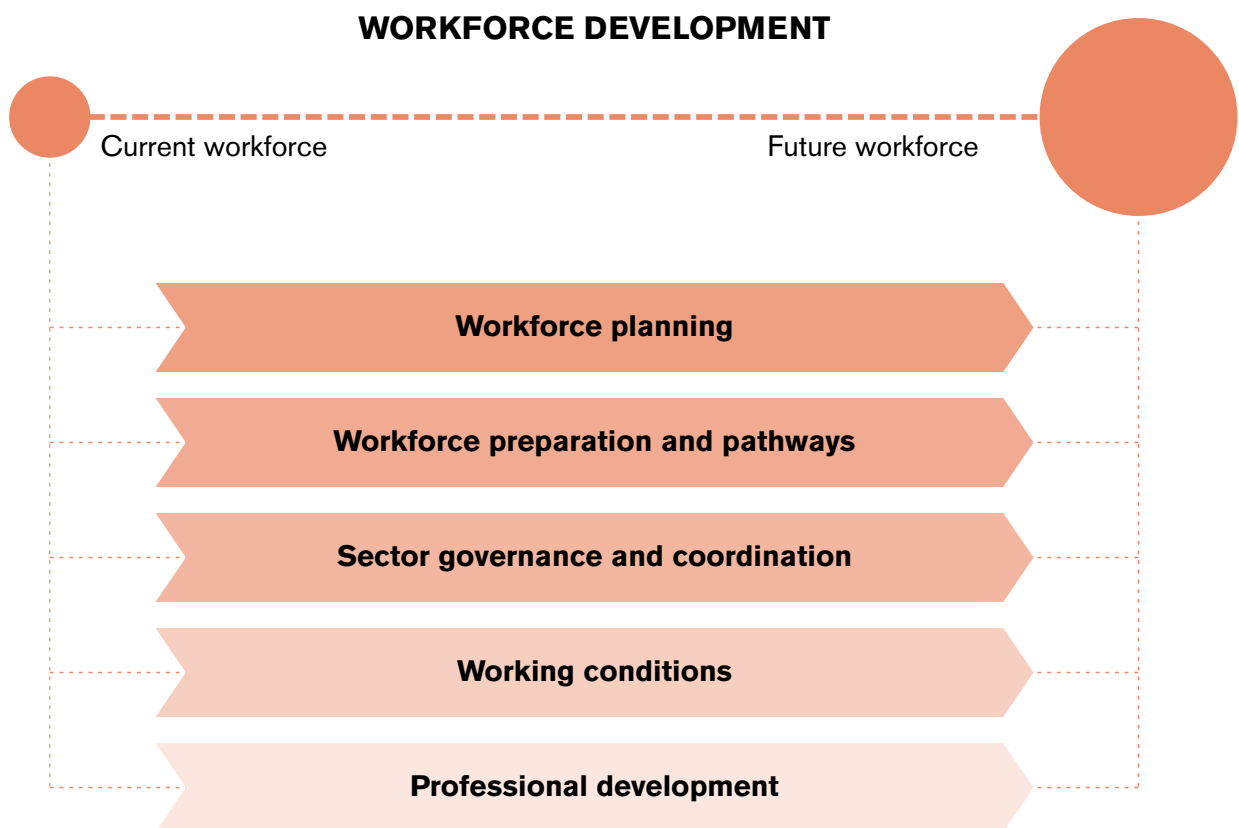 WORKFORCE DEVELOPMENT
Current workforce
Future workforce
Workforce planning
Workforce preparation and pathways
Sector governance and coordination
Working conditions
Professional development